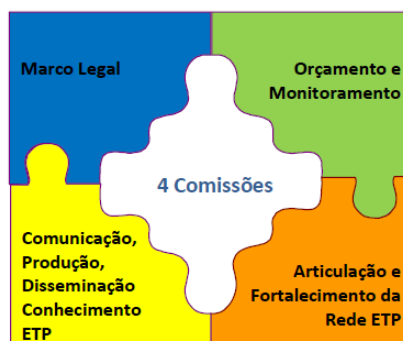 Marco Legal
Orçamento e
Monitoramento
4 Comissões
Comunicação,
Produção,
Disseminação
Conhecimento
ETP
Articulação e
Fortalecimento da
Rede ETP